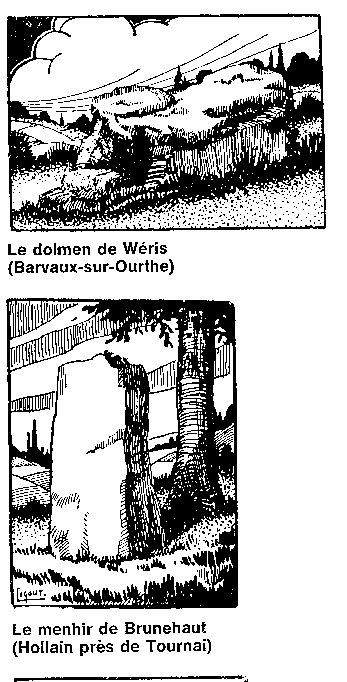 Le dolmen de Wéris
(Barvaux-sur-Ourthe)
Le menhir de Brunehaut
(Hollain près de Tournai)